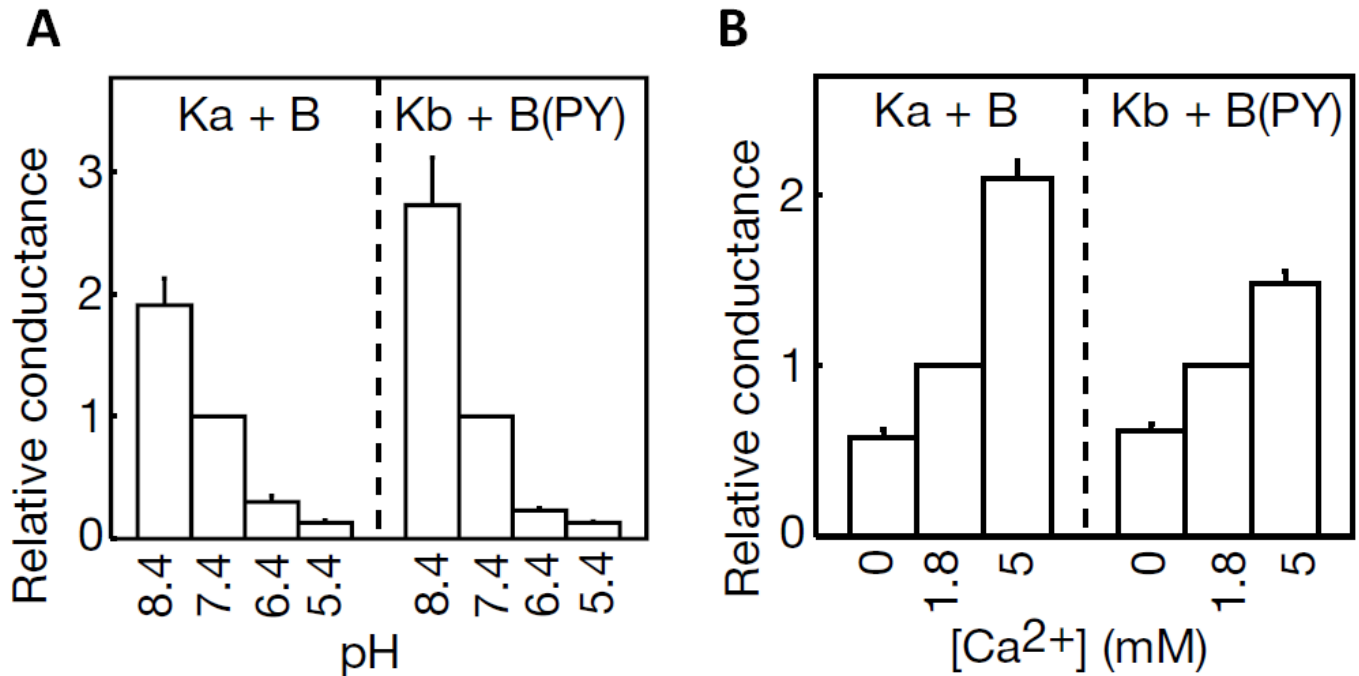 A
Relative conductance
3
2
1
0
Ka + B
Kb + B(PY)
8.4
7.4
6.4
5.4
8.4
7.4
6.4
5.4
pH
B
Relative conductance
2
1
0
Ka + B
Kb + B(PY)
0
1.8
5
0
1.8
5
[Ca2+] (mM)